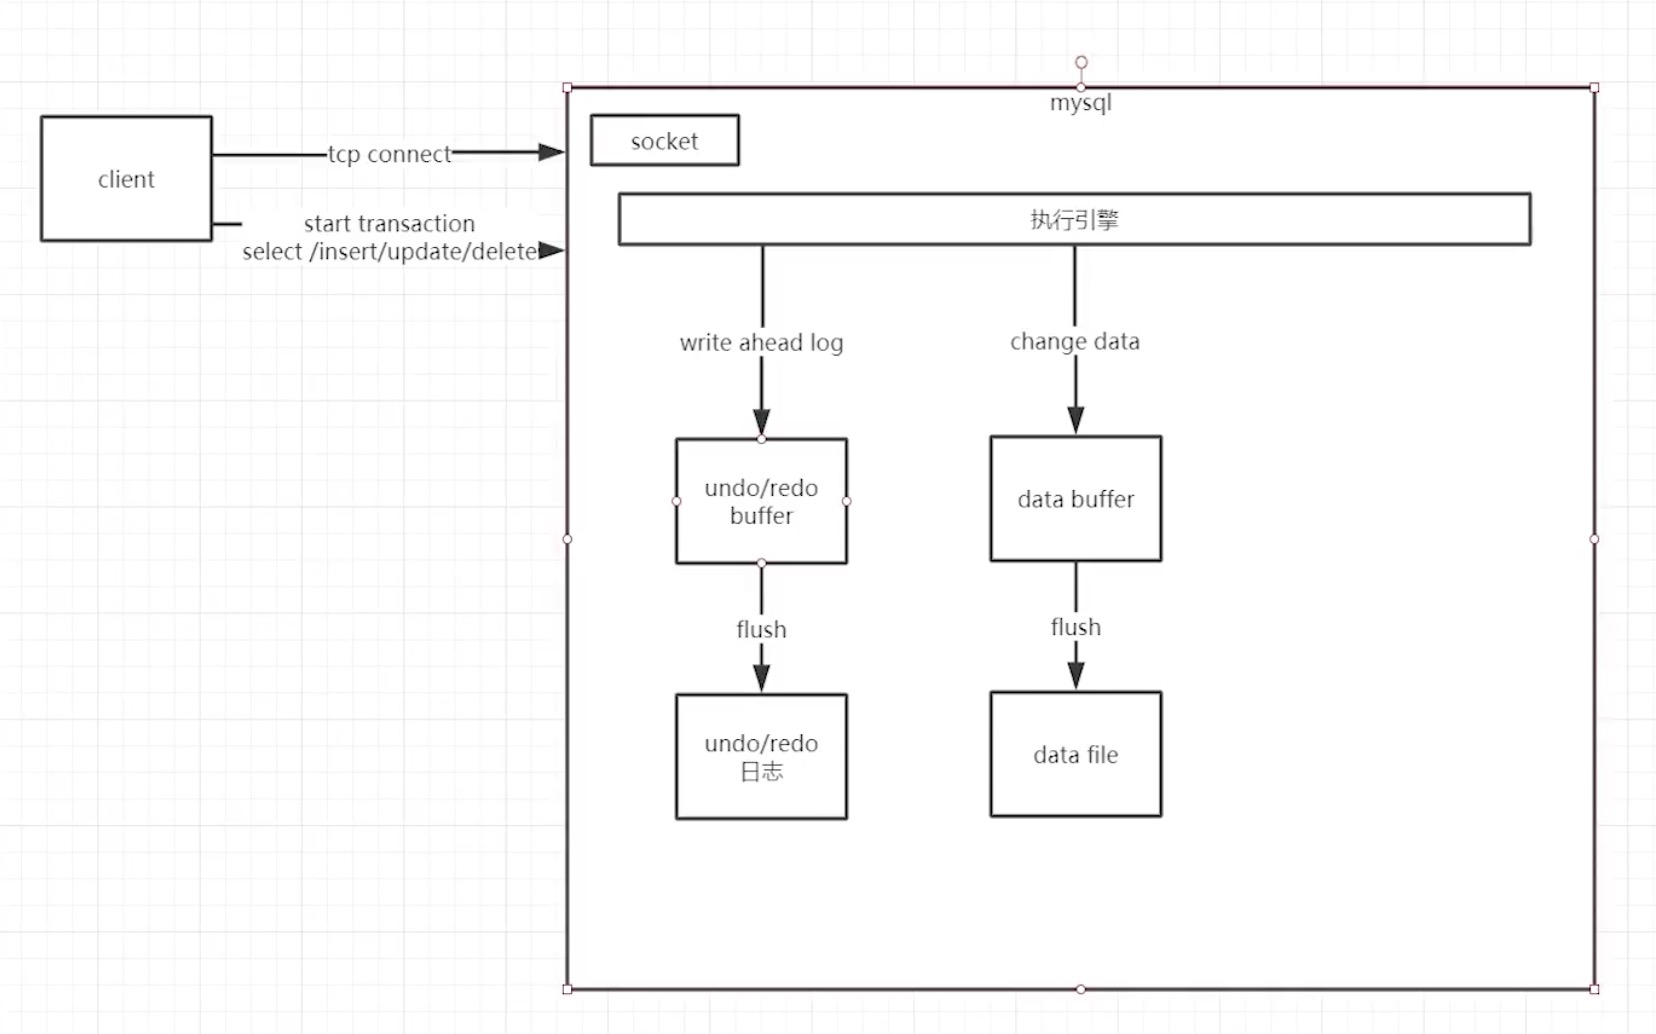 mysql
socket
client
tcp connect
start transaction
select /insert/update/delete
执行引擎
write ahead log
change data
undo/redo
buffer
data buffer
flush
flush
undo/redo
日志
data file